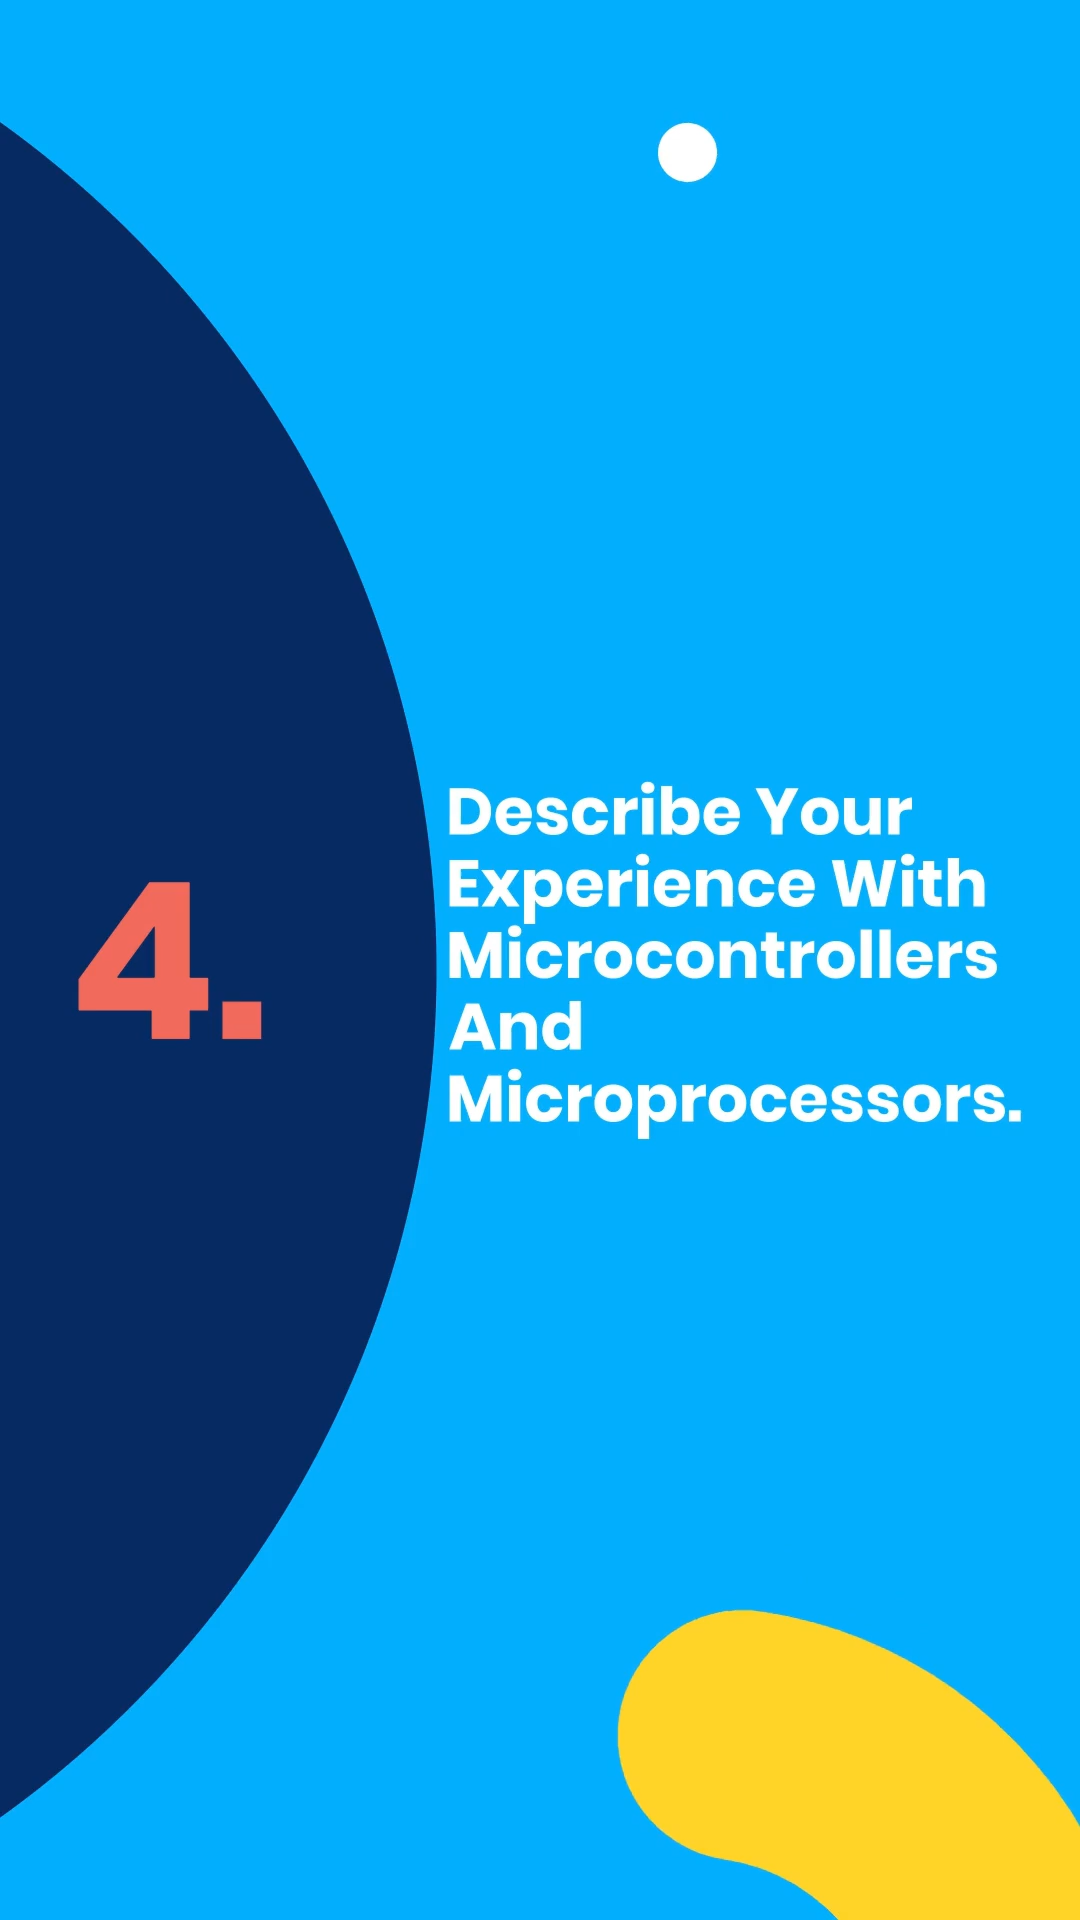 4.
Describe Your
Experience With
Microcontrollers
And
Microprocessors.